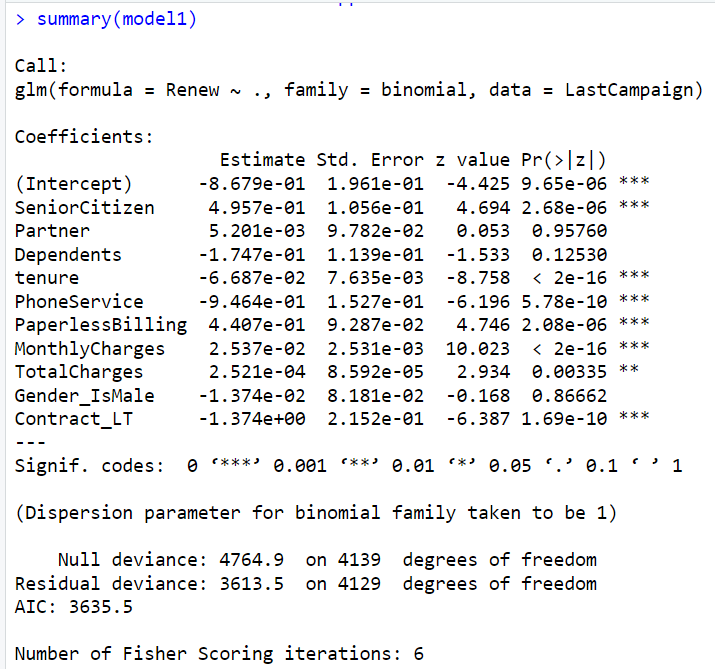 > summary(model1)
Call:
glm(formula = Renew ~ ., family = binomial, data = LastCampaign)
Coefficients:
Estimate Std. Error z value Pr(>|z|)
(Intercept) -8.679e-01 1.961e-01 -4.425 9.65e-06 ***
SeniorCitizen 4.957e-01 1.056e-01 4.694 2.68e-06 ***
Partner 5.201e-03 9.782e-02 0.053 0.95760
Dependents -1.747e-01 1.139e-01 -1.533 0.12530
tenure -6.687e-02 7.635e-03 -8.758 < 2e-16 ***
PhoneService -9.464e-01 1.527e-01 -6.196 5.78e-10 ***
PaperlessBilling 4.407e-01 9.287e-02 4.746 2.08e-06 ***
MonthlyCharges 2.537e-02 2.531e-03 10.023 < 2e-16 ***
TotalCharges 2.521e-04 8.592e-05 2.934 0.00335 **
Gender_IsMale -1.374e-02 8.181e-02 -0.168 0.86662
Contract_LT -1.374e+00 2.152e-01 -6.387 1.69e-10 ***
---
Signif. codes: 0 ‘***’ 0.001 ‘**’ 0.01 ‘*’ 0.05 ‘.’ 0.1 ‘ ’ 1
(Dispersion parameter for binomial family taken to be 1)
Null deviance: 4764.9 on 4139 degrees of freedom
Residual deviance: 3613.5 on 4129 degrees of freedom
AIC: 3635.5
Number of Fisher Scoring iterations: 6